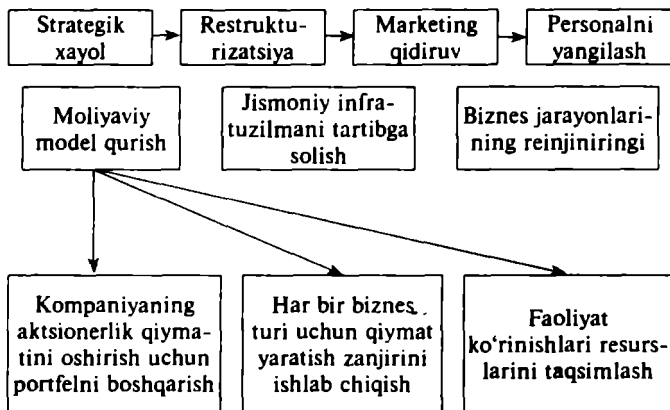 Strategik
xayol
Restruktu-
rizatsiya
Marketing
qidiruv
Personalni
yangilash
Moliyaviy
model qurish
Jismoniy infra-
tuzilmani tartibga
solish
Biznes jarayonlari-
ning reinjiniringi
Kompaniyaning
aktsionerlik qiyma-
tini oshirish uchun
portfelni boshqarish
Har bir biznes
turi uchun qiymat
yaratish zanjirini
ishlab chiqish
Faoliyat
ko‘rinishlari resurs-
larini taqsimlash